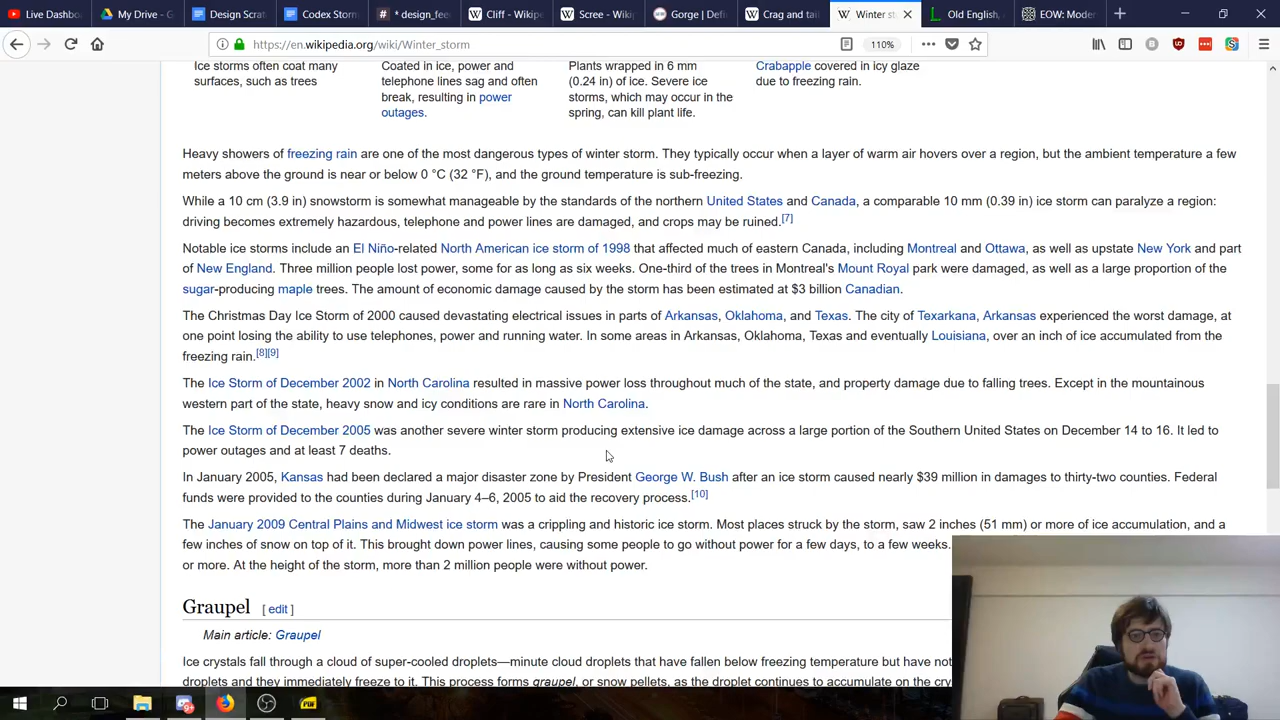 Live Dashbo
My Drive - G
Design Scrat
Codex Storm
* design_fee
Cliff - Wikipe
Scree - Wiki
Gorge | Defi
Crag and tail
Winter st
Old English,
EOW: Moder
https://en.wikipedia.org/wiki/Winter_storm
110%
Ice storms often coat many
surfaces, such as trees
Coated in ice, power and
telephone lines sag and often
break, resulting in power
outages.
Plants wrapped in 6 mm
(0.24 in) of ice. Severe ice
storms, which may occur in the
spring, can kill plant life.
Crabapple covered in icy glaze
due to freezing rain.
Heavy showers of freezing rain are one of the most dangerous types of winter storm. They typically occur when a layer of warm air hovers over a region, but the ambient temperature a few
meters above the ground is near or below 0 °C (32 °F), and the ground temperature is sub-freezing.
While a 10 cm (3.9 in) snowstorm is somewhat manageable by the standards of the northern United States and Canada, a comparable 10 mm (0.39 in) ice storm can paralyze a region:
driving becomes extremely hazardous, telephone and power lines are damaged, and crops may be ruined.[7]
Notable ice storms include an El Niño-related North American ice storm of 1998 that affected much of eastern Canada, including Montreal and Ottawa, as well as upstate New York and part
of New England. Three million people lost power, some for as long as six weeks. One-third of the trees in Montreal's Mount Royal park were damaged, as well as a large proportion of the
sugar-producing maple trees. The amount of economic damage caused by the storm has been estimated at $3 billion Canadian.
The Christmas Day Ice Storm of 2000 caused devastating electrical issues in parts of Arkansas, Oklahoma, and Texas. The city of Texarkana, Arkansas experienced the worst damage, at
one point losing the ability to use telephones, power and running water. In some areas in Arkansas, Oklahoma, Texas and eventually Louisiana, over an inch of ice accumulated from the
freezing rain.[8][9]
The Ice Storm of December 2002 in North Carolina resulted in massive power loss throughout much of the state, and property damage due to falling trees. Except in the mountainous
western part of the state, heavy snow and icy conditions are rare in North Carolina.
The Ice Storm of December 2005 was another severe winter storm producing extensive ice damage across a large portion of the Southern United States on December 14 to 16. It led to
power outages and at least 7 deaths.
In January 2005, Kansas had been declared a major disaster zone by President George W. Bush after an ice storm caused nearly $39 million in damages to thirty-two counties. Federal
funds were provided to the counties during January 4–6, 2005 to aid the recovery process.[10]
The January 2009 Central Plains and Midwest ice storm was a crippling and historic ice storm. Most places struck by the storm, saw 2 inches (51 mm) or more of ice accumulation, and a
few inches of snow on top of it. This brought down power lines, causing some people to go without power for a few days, to a few weeks.
or more. At the height of the storm, more than 2 million people were without power.
Graupel [ edit ]
Main article: Graupel
Ice crystals fall through a cloud of super-cooled droplets—minute cloud droplets that have fallen below freezing temperature but have not
droplets and they immediately freeze to it. This process forms graupel, or snow pellets, as the droplet continues to accumulate on the cry